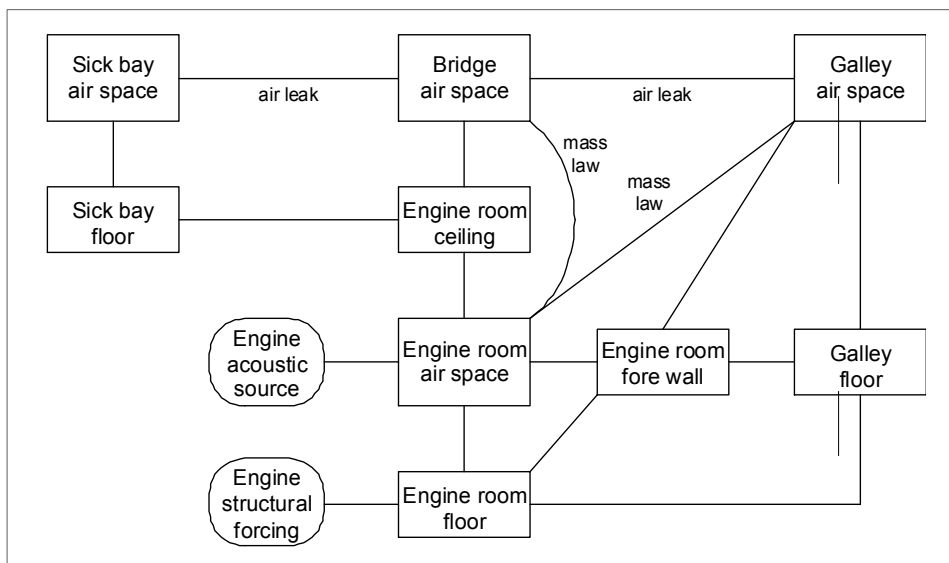 Sick bay
air space
air leak
Bridge
air space
air leak
Galley
air space
mass
law
mass
law
Sick bay
floor
Engine room
ceiling
Engine
acoustic
source
Engine room
air space
Engine room
fore wall
Galley
floor
Engine
structural
forcing
Engine room
floor